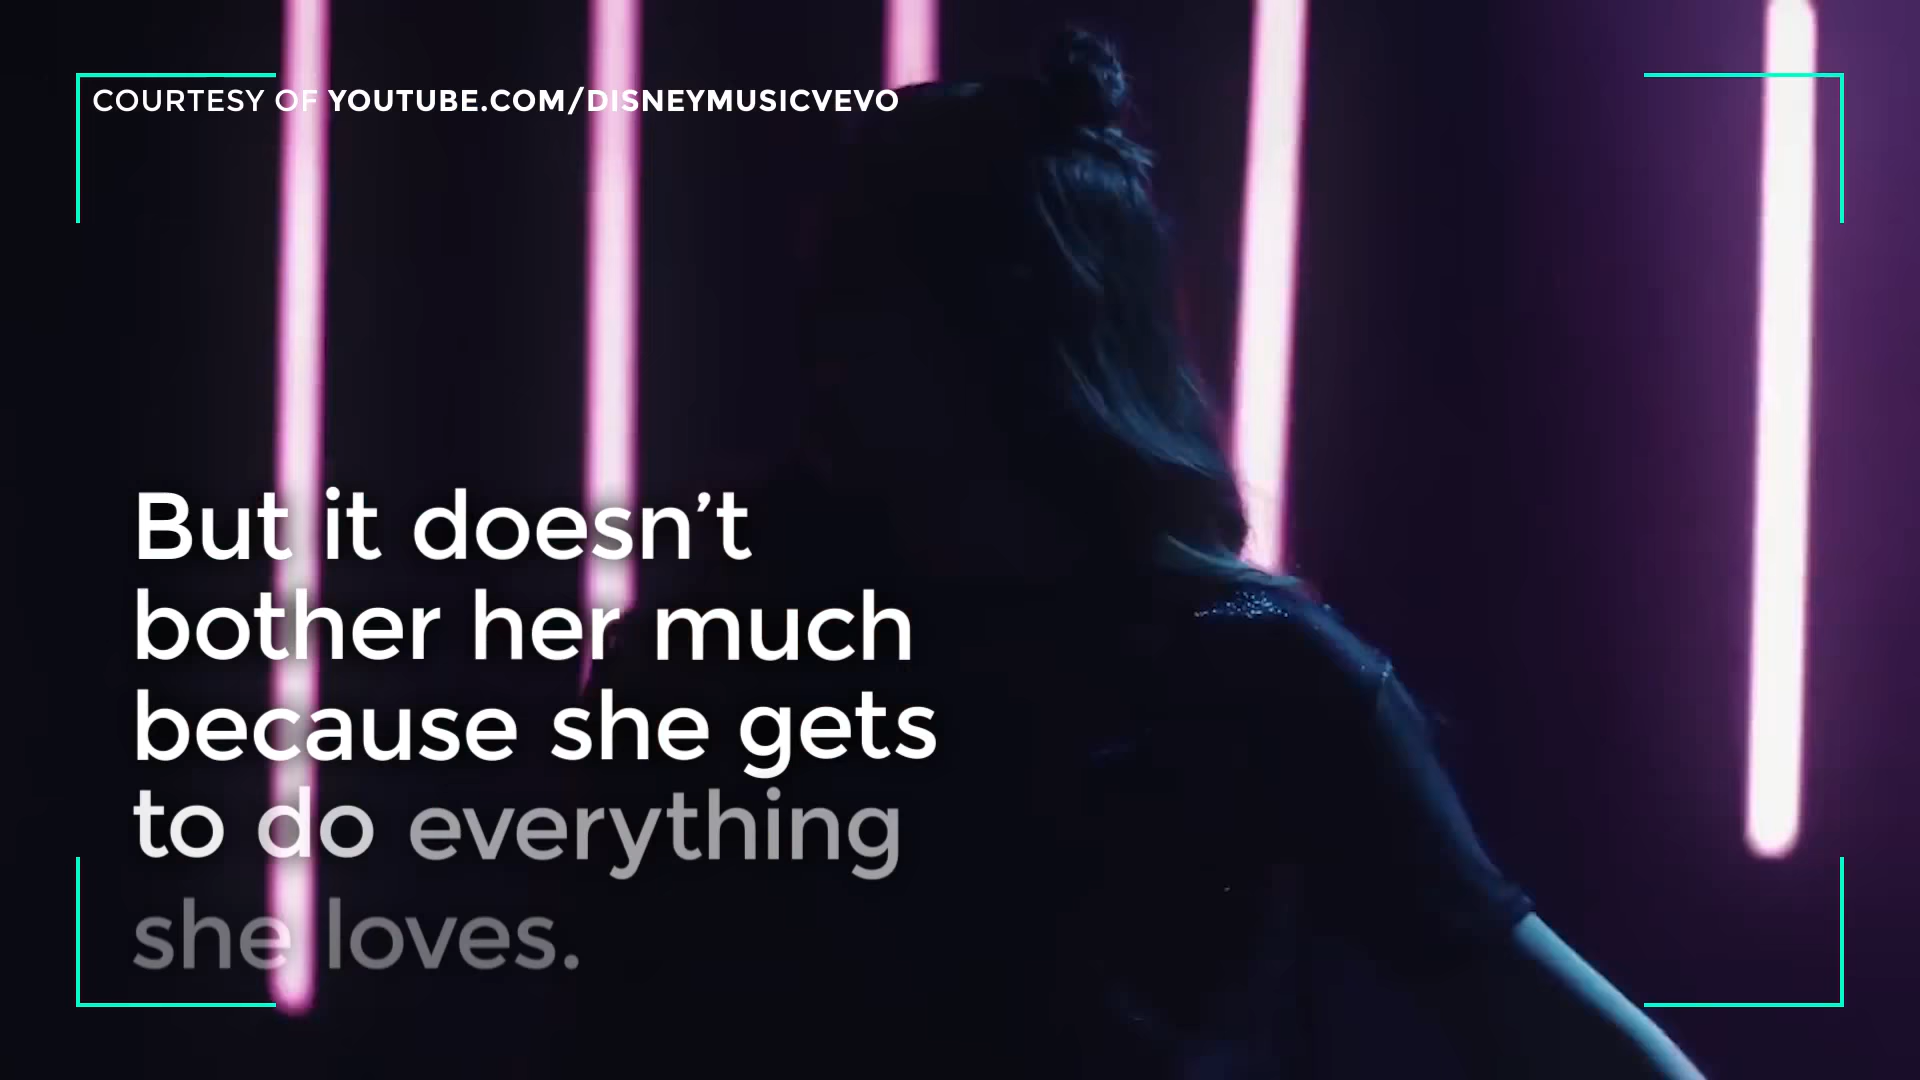 COURTESY OF YOUTUBE.COM/DISNEYMUSICVEVO
But it doesn’t
bother her much
because she gets
to do everything
she loves.